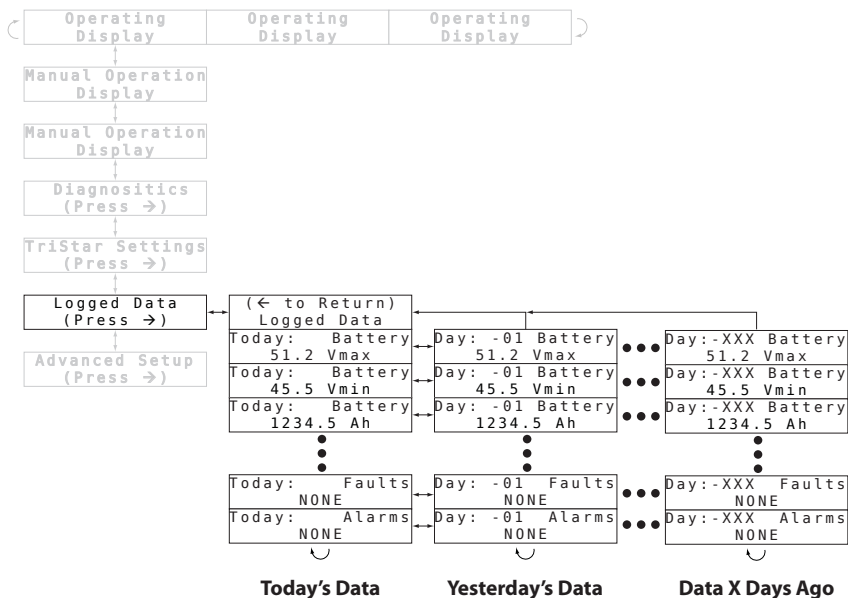 Operating Display
Operating Display
Operating Display
Manual Operation
Display
Manual Operation
Display
Diagnositics
(Press →)
TriStar Settings
(Press →)
Logged Data
(Press →)
Advanced Setup
(Press →)
(← to Return)
Logged Data
Today: Battery
51.2 Vmax
Today: Battery
45.5 Vmin
Today: Battery
1234.5 Ah
Today: Faults
NONE
Today: Alarms
NONE
Today's Data
Day: -01 Battery
51.2 Vmax
Day: -01 Battery
45.5 Vmin
Day: -01 Battery
1234.5 Ah
Day: -01 Faults
NONE
Day: -01 Alarms
NONE
Yesterday's Data
Day:-XXX Battery
51.2 Vmax
Day:-XXX Battery
45.5 Vmin
Day:-XXX Battery
1234.5 Ah
Day:-XXX Faults
NONE
Day:-XXX Alarms
NONE
Data X Days Ago